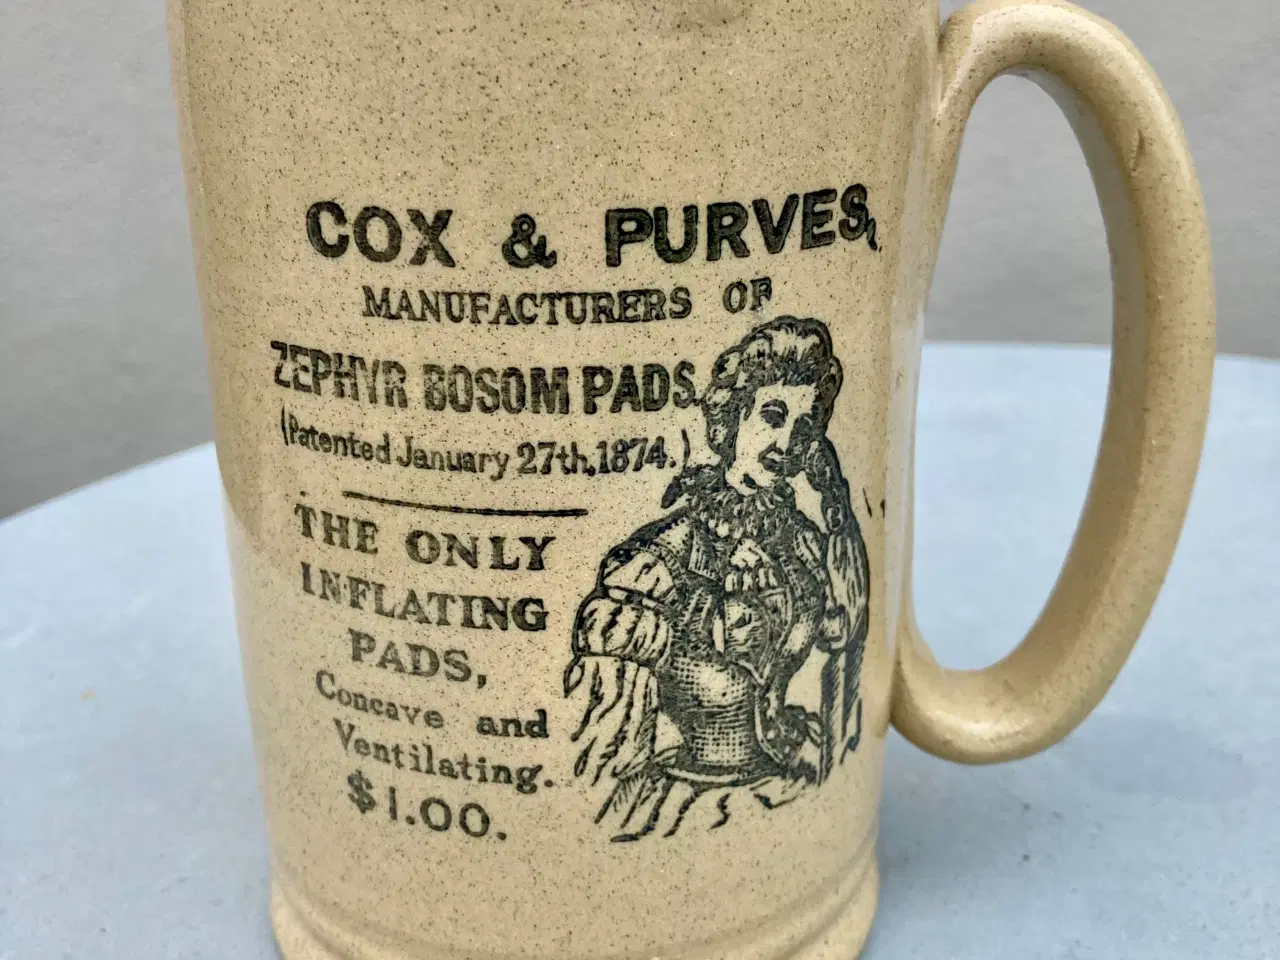 COX & PURVES,
MANUFACTURERS OF
ZEPHYR BOSOM PADS.
(Patented January 27th, 1874.)
THE ONLY
INFLATING
PADS,
Concave and
Ventilating.
$1.00.